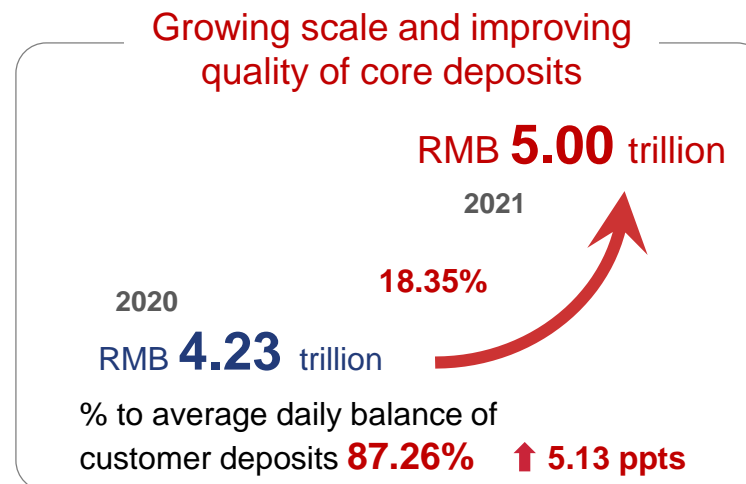 Growing scale and improving
quality of core deposits
RMB 5.00 trillion
2021
18.35%
2020
RMB 4.23 trillion
% to average daily balance of
customer deposits 87.26% ⬆ 5.13 ppts